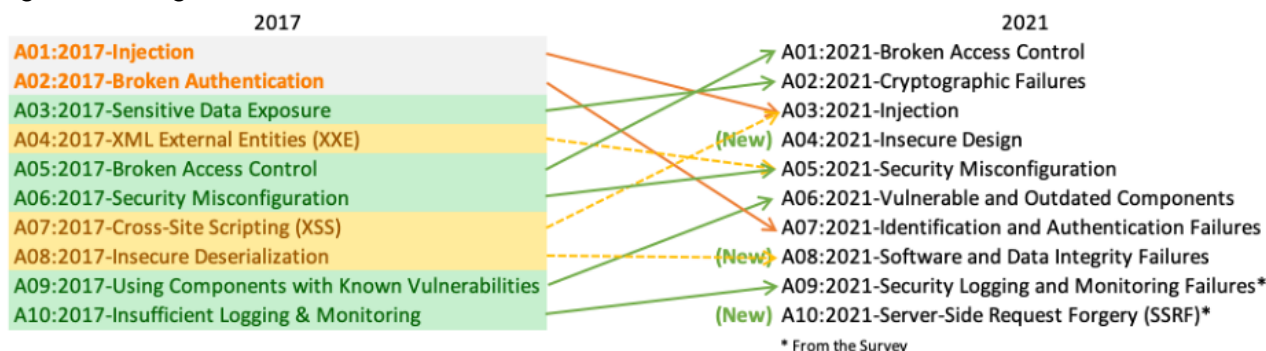 2017
A01:2017-Injection
A02:2017-Broken Authentication
A03:2017-Sensitive Data Exposure
A04:2017-XML External Entities (XXE)
A05:2017-Broken Access Control
A06:2017-Security Misconfiguration
A07:2017-Cross-Site Scripting (XSS)
A08:2017-Insecure Deserialization
A09:2017-Using Components with Known Vulnerabilities
A10:2017-Insufficient Logging & Monitoring
2021
A01:2021-Broken Access Control
A02:2021-Cryptographic Failures
A03:2021-Injection
(New) A04:2021-Insecure Design
A05:2021-Security Misconfiguration
A06:2021-Vulnerable and Outdated Components
A07:2021-Identification and Authentication Failures
(New) A08:2021-Software and Data Integrity Failures
A09:2021-Security Logging and Monitoring Failures*
(New) A10:2021-Server-Side Request Forgery (SSRF)*
* From the Survey